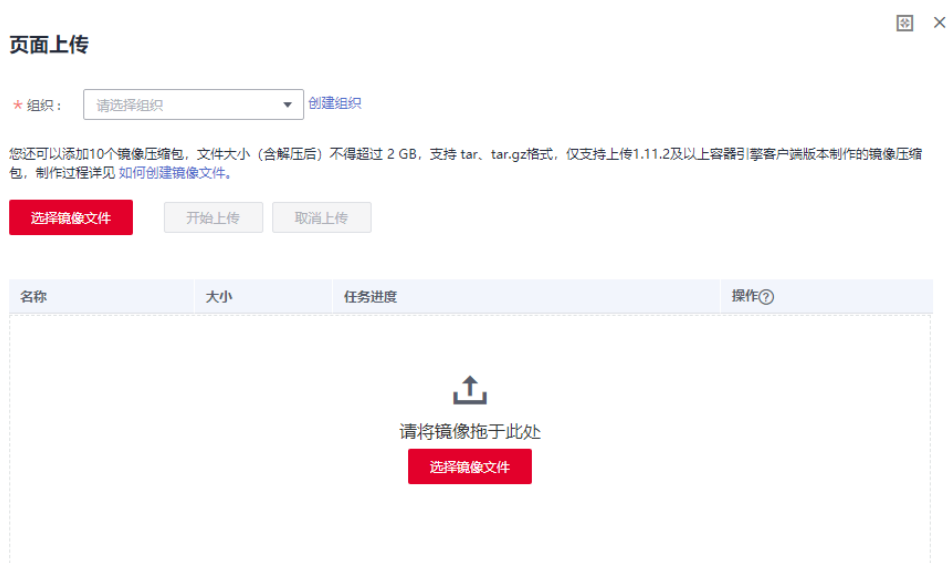 页面上传
* 组织：
请选择组织
创建组织
您还可以添加10个镜像压缩包，文件大小（含解压后）不得超过 2 GB，支持 tar、tar.gz格式，仅支持上传1.11.2及以上容器引擎客户端版本制作的镜像压缩
包，制作过程详见 如何创建镜像文件。
选择镜像文件
开始上传
取消上传
名称
大小
任务进度
操作?
请将镜像拖于此处
选择镜像文件